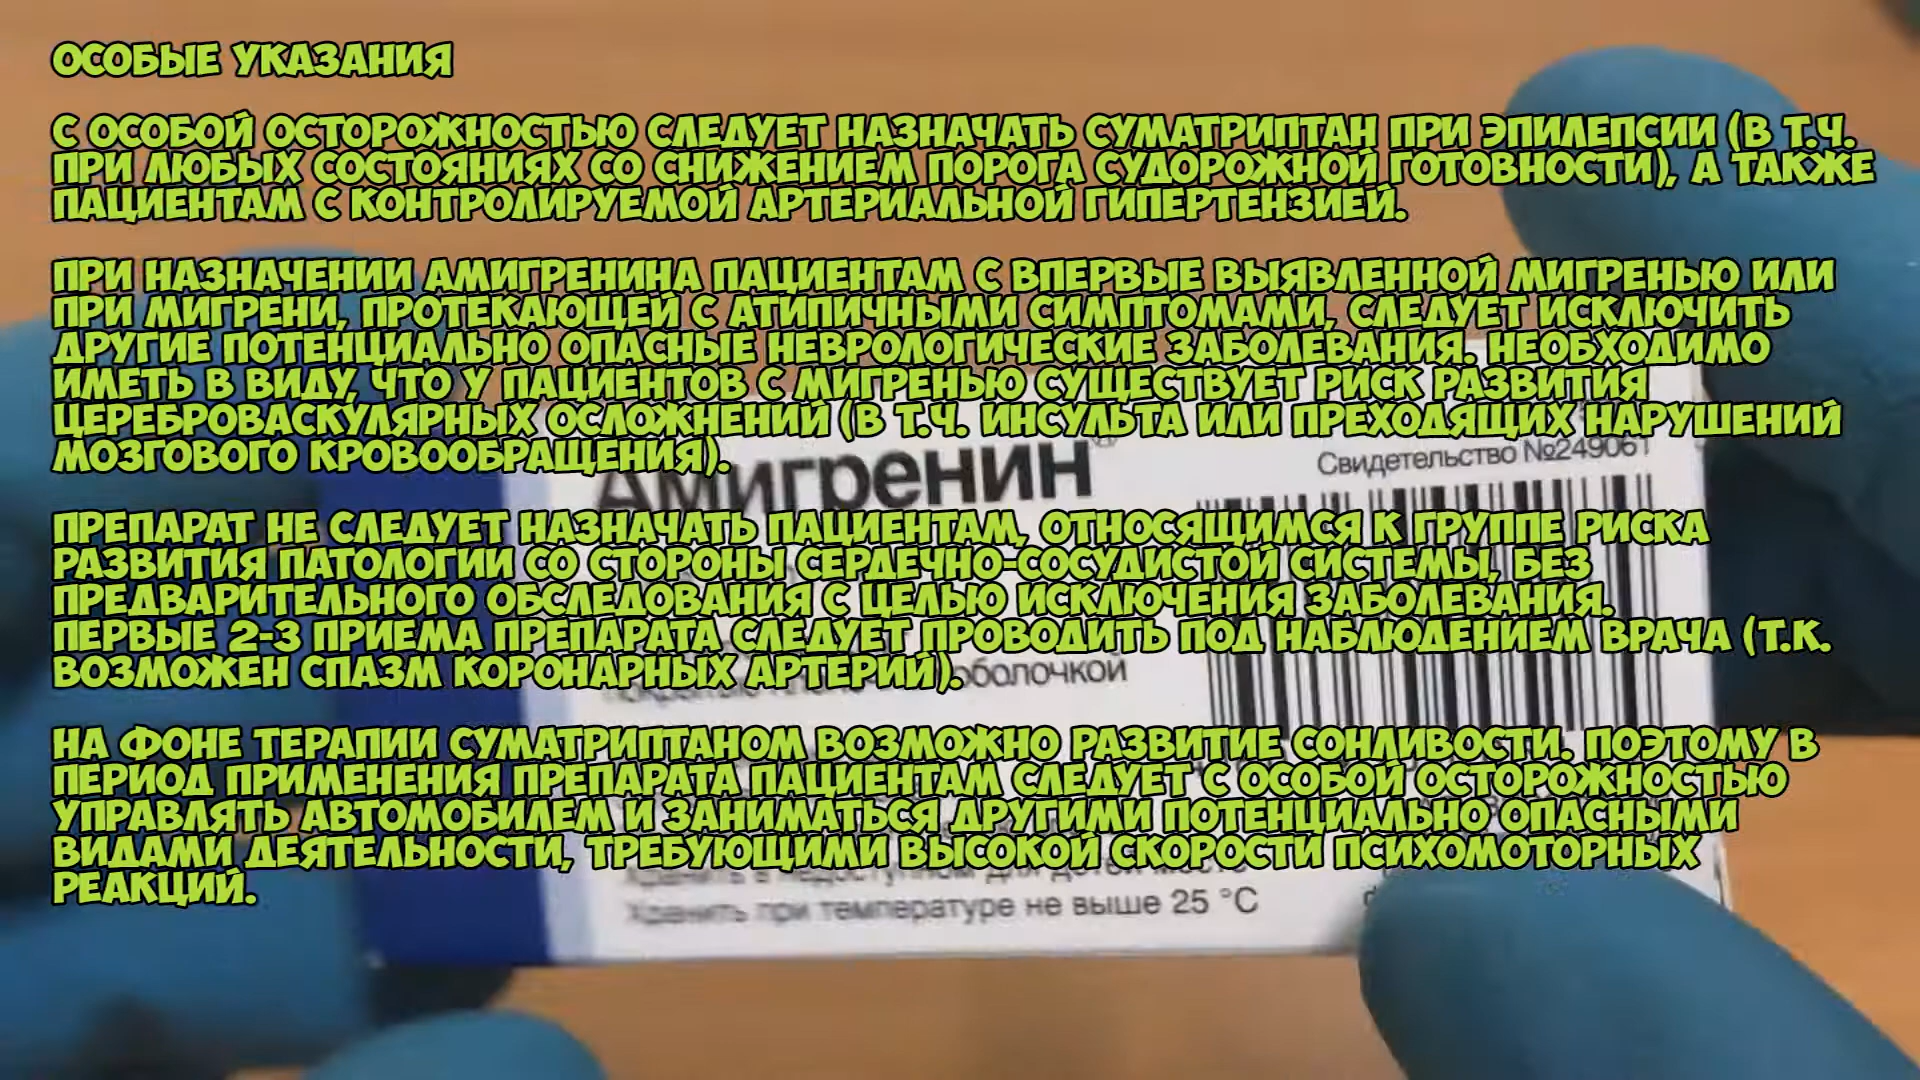 ОСОБЫЕ УКАЗАНИЯ
С ОСОБОЙ ОСТОРОЖНОСТЬЮ СЛЕДУЕТ НАЗНАЧАТЬ СУМАТРИПТАН ПРИ ЭПИЛЕПСИИ (В Т.Ч.
ПРИ ЛЮБЫХ СОСТОЯНИЯХ СО СНИЖЕНИЕМ ПОРОГА СУДОРОЖНОЙ ГОТОВНОСТИ), А ТАКЖЕ
ПАЦИЕНТАМ С КОНТРОЛИРУЕМОЙ АРТЕРИАЛЬНОЙ ГИПЕРТЕНЗИЕЙ.
ПРИ НАЗНАЧЕНИИ АМИГРЕНИНА ПАЦИЕНТАМ С ВПЕРВЫЕ ВЫЯВЛЕННОЙ МИГРЕНЬЮ ИЛИ
ПРИ МИГРЕНИ, ПРОТЕКАЮЩЕЙ С АТИПИЧНЫМИ СИМПТОМАМИ, СЛЕДУЕТ ИСКЛЮЧИТЬ
ДРУГИЕ ПОТЕНЦИАЛЬНО ОПАСНЫЕ НЕВРОЛОГИЧЕСКИЕ ЗАБОЛЕВАНИЯ. НЕОБХОДИМО
ИМЕТЬ В ВИДУ, ЧТО У ПАЦИЕНТОВ С МИГРЕНЬЮ СУЩЕСТВУЕТ РИСК РАЗВИТИЯ
ЦЕРЕБРОВАСКУЛЯРНЫХ ОСЛОЖНЕНИЙ (В Т.Ч. ИНСУЛЬТА ИЛИ ПРЕХОДЯЩИХ НАРУШЕНИЙ
МОЗГОВОГО КРОВООБРАЩЕНИЯ).
Амигренин
Свидетельство №249061
ПРЕПАРАТ НЕ СЛЕДУЕТ НАЗНАЧАТЬ ПАЦИЕНТАМ, ОТНОСЯЩИМСЯ К ГРУППЕ РИСКА
РАЗВИТИЯ ПАТОЛОГИИ СО СТОРОНЫ СЕРДЕЧНО-СОСУДИСТОЙ СИСТЕМЫ, БЕЗ
ПРЕДВАРИТЕЛЬНОГО ОБСЛЕДОВАНИЯ С ЦЕЛЬЮ ИСКЛЮЧЕНИЯ ЗАБОЛЕВАНИЯ.
ПЕРВЫЕ 2-3 ПРИЕМА ПРЕПАРАТА СЛЕДУЕТ ПРОВОДИТЬ ПОД НАБЛЮДЕНИЕМ ВРАЧА (Т.К.
ВОЗМОЖЕН СПАЗМ КОРОНАРНЫХ АРТЕРИЙ).
оболочкой
НА ФОНЕ ТЕРАПИИ СУМАТРИПТАНОМ ВОЗМОЖНО РАЗВИТИЕ СОНЛИВОСТИ. ПОЭТОМУ В
ПЕРИОД ПРИМЕНЕНИЯ ПРЕПАРАТА ПАЦИЕНТАМ СЛЕДУЕТ С ОСОБОЙ ОСТОРОЖНОСТЬЮ
УПРАВЛЯТЬ АВТОМОБИЛЕМ И ЗАНИМАТЬСЯ ДРУГИМИ ПОТЕНЦИАЛЬНО ОПАСНЫМИ
ВИДАМИ ДЕЯТЕЛЬНОСТИ, ТРЕБУЮЩИМИ ВЫСОКОЙ СКОРОСТИ ПСИХОМОТОРНЫХ
РЕАКЦИЙ.
Хранить в недоступном для детей месте
Хранить при температуре не выше 25 °C